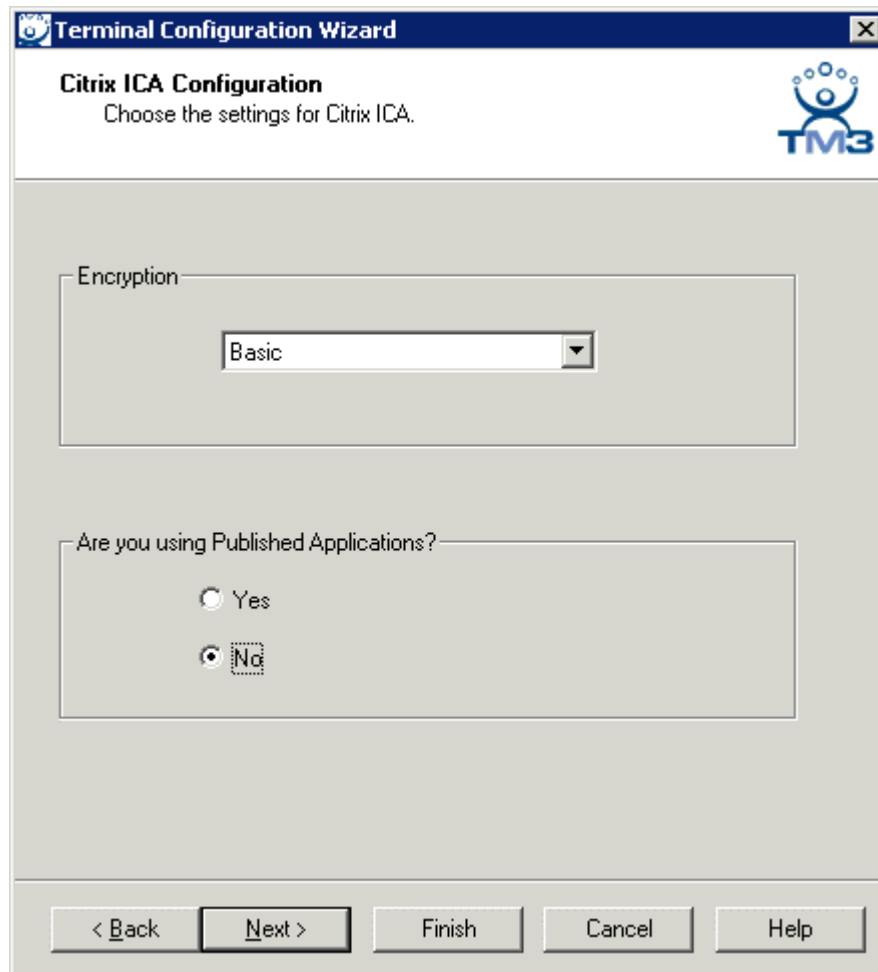 Terminal Configuration Wizard
Citrix ICA Configuration
Choose the settings for Citrix ICA.
TM3
Encryption
Basic
Are you using Published Applications?
Yes
No
< Back Next > Finish Cancel Help